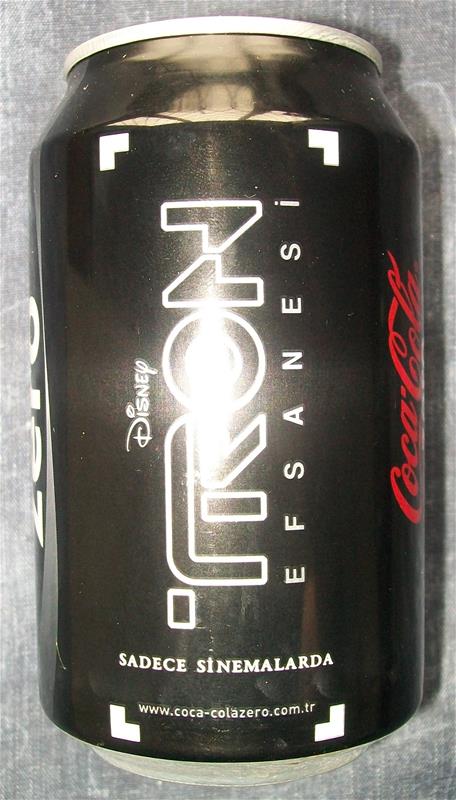 zero
DISNEY
TRON
EFSANESİ
Coca-Cola
SADECE SİNEMALARDA
www.coca-colazero.com.tr